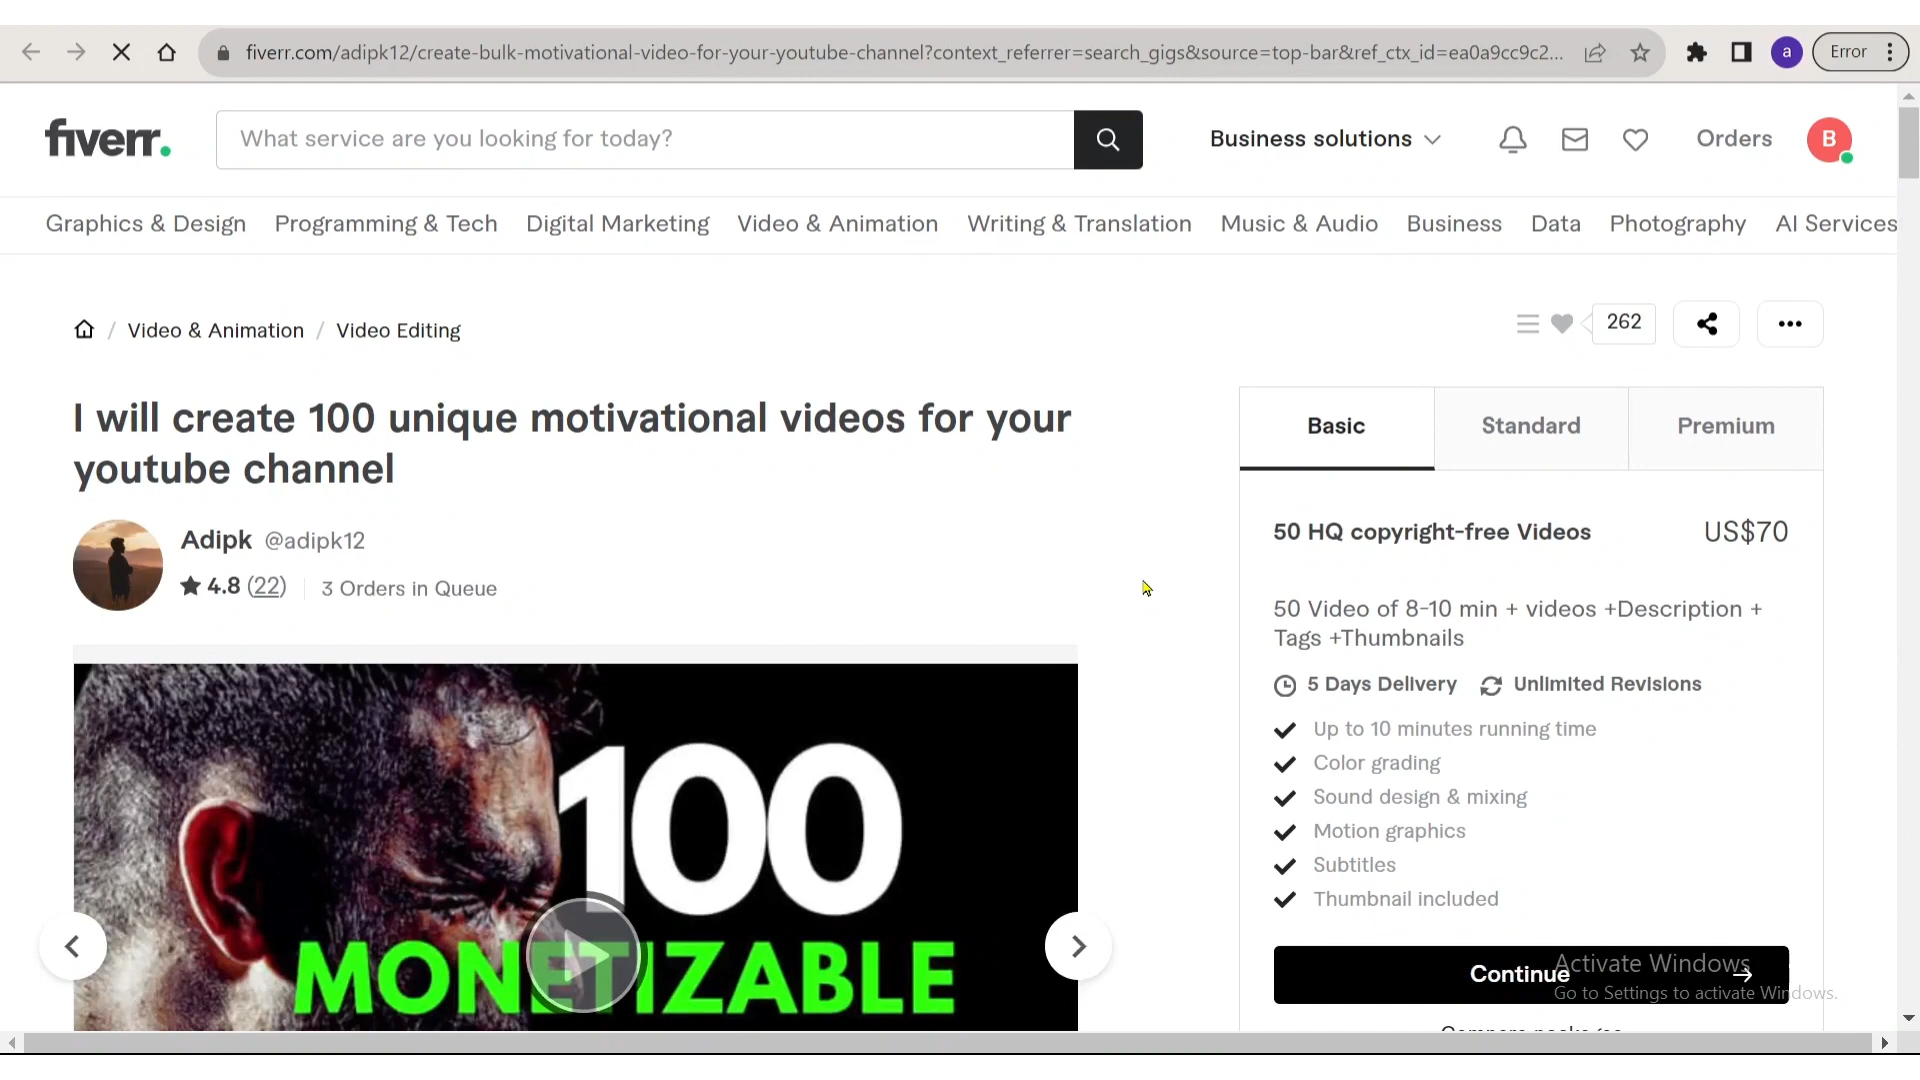 fiverr.com/adipk12/create-bulk-motivational-video-for-your-youtube-channel?context_referrer=search_gigs&source=top-bar&ref_ctx_id=ea0a9cc9c2...
a
Error
fiverr.
What service are you looking for today?
Business solutions
Orders
B
Graphics & Design Programming & Tech Digital Marketing Video & Animation Writing & Translation Music & Audio Business Data Photography AI Services
/ Video & Animation / Video Editing
262
I will create 100 unique motivational videos for your
youtube channel
Adipk @adipk12
4.8 (22) 3 Orders in Queue
100
MONETIZABLE
Basic Standard Premium
50 HQ copyright-free Videos US$70
50 Video of 8-10 min + videos +Description +
Tags +Thumbnails
5 Days Delivery Unlimited Revisions
Up to 10 minutes running time
Color grading
Sound design & mixing
Motion graphics
Subtitles
Thumbnail included
Continue
Activate Windows
Go to Settings to activate Windows.